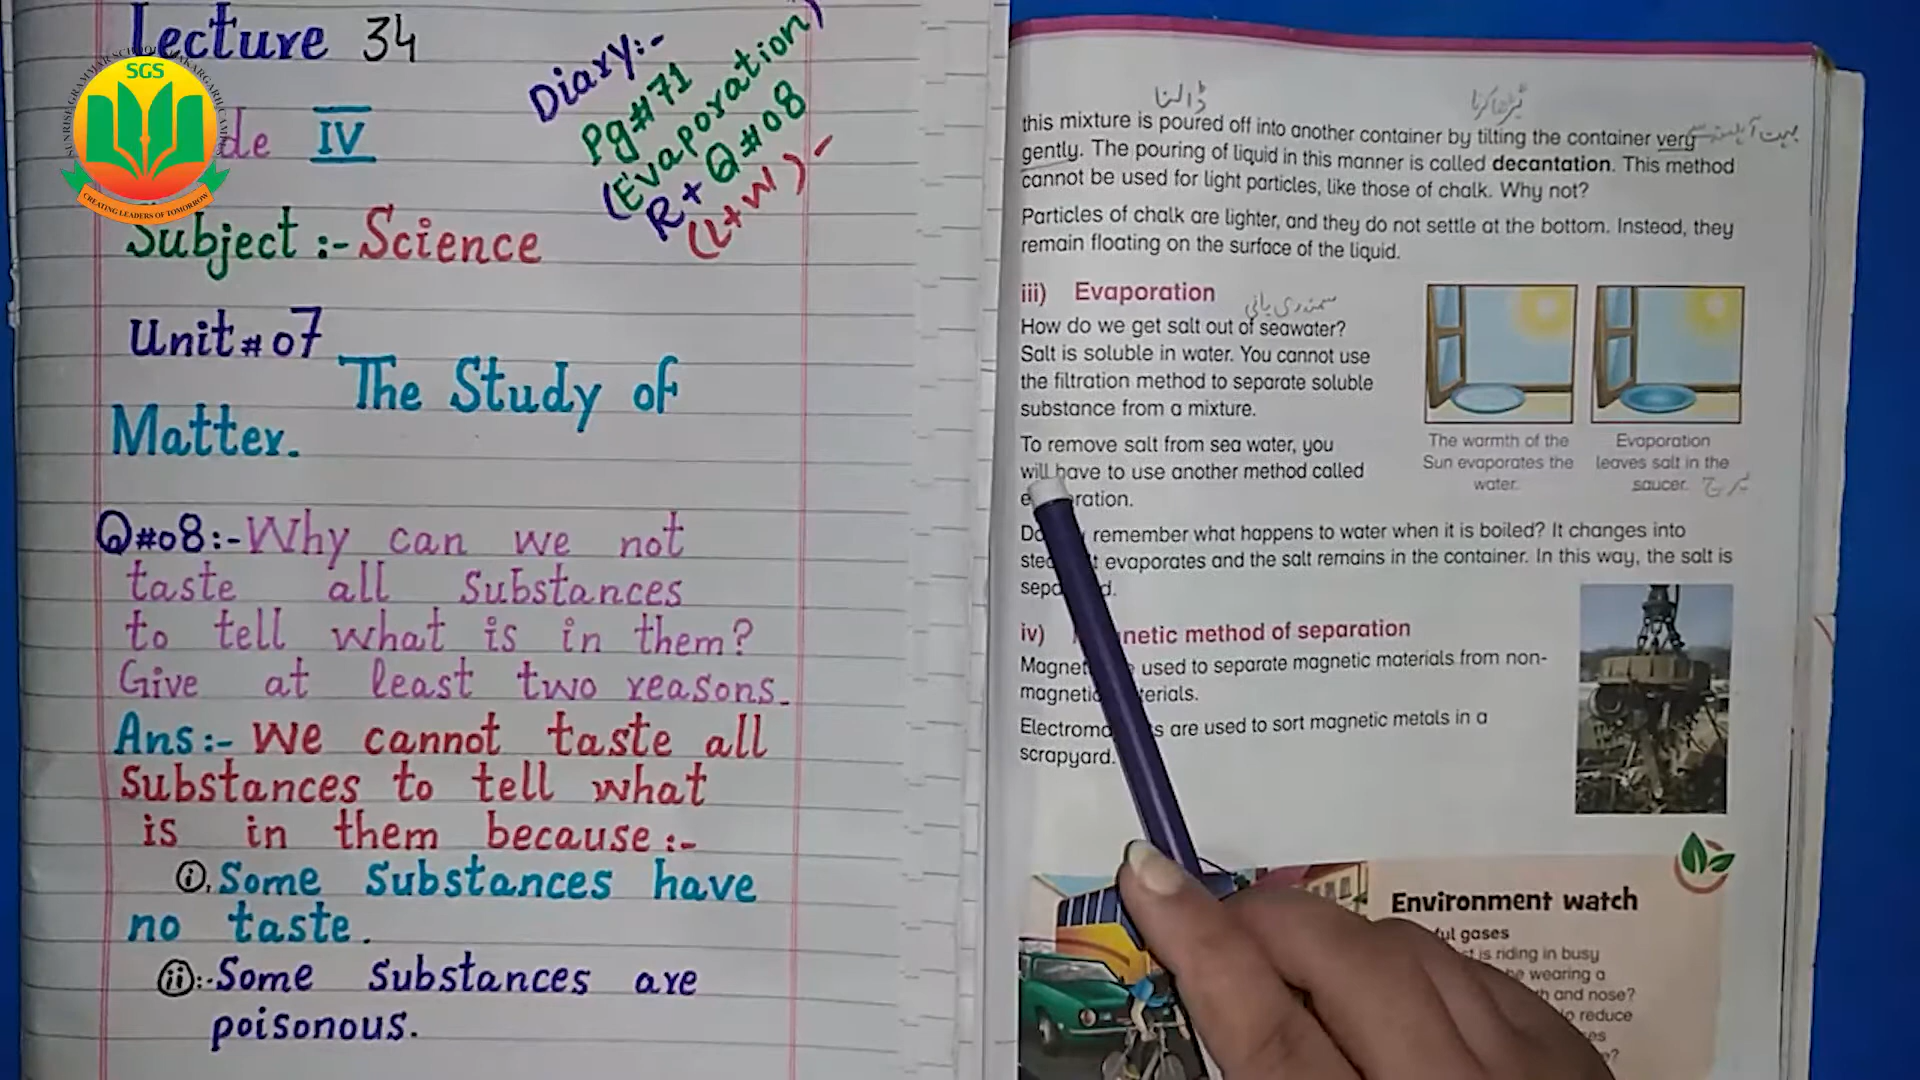 Lecture 34
SGS
SUNRISE GRAMMAR SCHOOL
CREATING LEADERS OF TOMORROW
de IV
Subject :- Science
Unit # 07
The Study of
Matter.
Q#08:- Why can we not
taste all substances
to tell what is in them?
Give at least two reasons.
Ans:- We cannot taste all
substances to tell what
is in them because :-
i, Some substances have
no taste.
ii:- Some substances are
poisonous.
Diary:-
Pg#71
(Evaporation)
R+Q#08
(L+W)-
ڈالنا
this mixture is poured off into another container by tilting the container very
gently. The pouring of liquid in this manner is called decantation. This method
cannot be used for light particles, like those of chalk. Why not?
Particles of chalk are lighter, and they do not settle at the bottom. Instead, they
remain floating on the surface of the liquid.
iii) Evaporation
سمندری پانی
How do we get salt out of seawater?
Salt is soluble in water. You cannot use
the filtration method to separate soluble
substance from a mixture.
To remove salt from sea water, you
will have to use another method called
ration.
The warmth of the
Sun evaporates the
water.
Evaporation
leaves salt in the
saucer.
remember what happens to water when it is boiled? It changes into
evaporates and the salt remains in the container. In this way, the salt is
iv) netic method of separation
used to separate magnetic materials from non-
magnetic terials.
are used to sort magnetic metals in a
scrapyard.
Environment watch
ful gases
is riding in busy
wearing a
and nose?
reduce